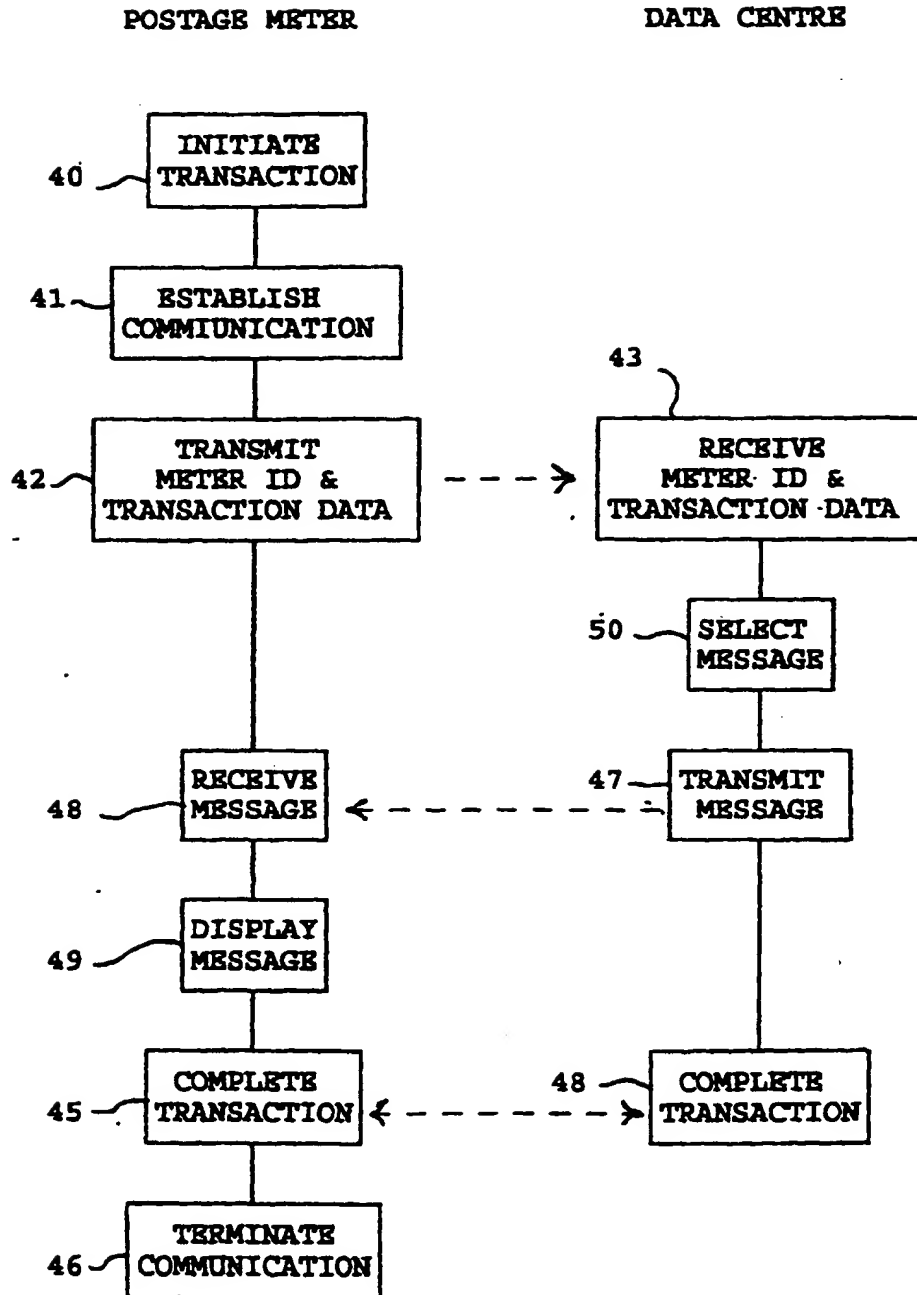 POSTAGE METER
DATA CENTRE
40
INITIATE
TRANSACTION
41
ESTABLISH
COMMIUNICATION
42
TRANSMIT
METER ID &
TRANSACTION DATA
43
RECEIVE
METER ID &
TRANSACTION DATA
50
SELECT
MESSAGE
48
RECEIVE
MESSAGE
47
TRANSMIT
MESSAGE
49
DISPLAY
MESSAGE
45
COMPLETE
TRANSACTION
48
COMPLETE
TRANSACTION
46
TERMINATE
COMMUNICATION